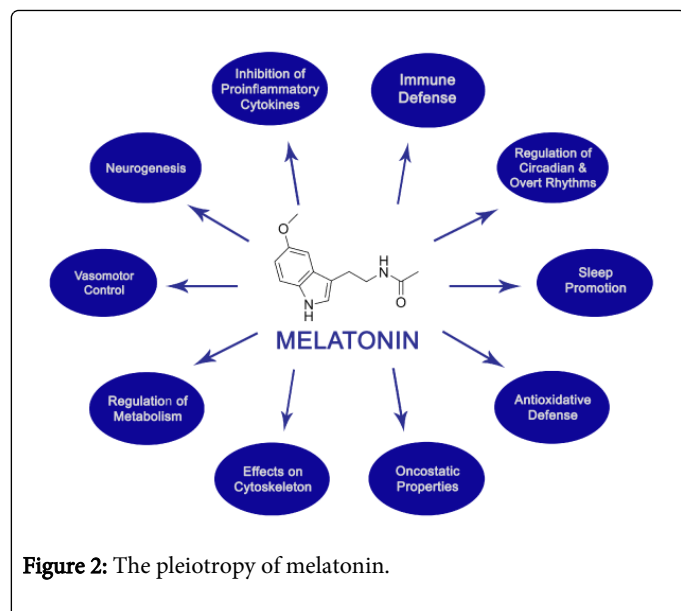 Inhibition of
Proinflammatory
Cytokines
Immune
Defense
Neurogenesis
Regulation of
Circadian &
Overt Rhythms
Vasomotor
Control
Sleep
Promotion
O
H
N
O
N
H
MELATONIN
Regulation of
Metabolism
Antioxidative
Defense
Effects on
Cytoskeleton
Oncostatic
Properties
Figure 2: The pleiotropy of melatonin.